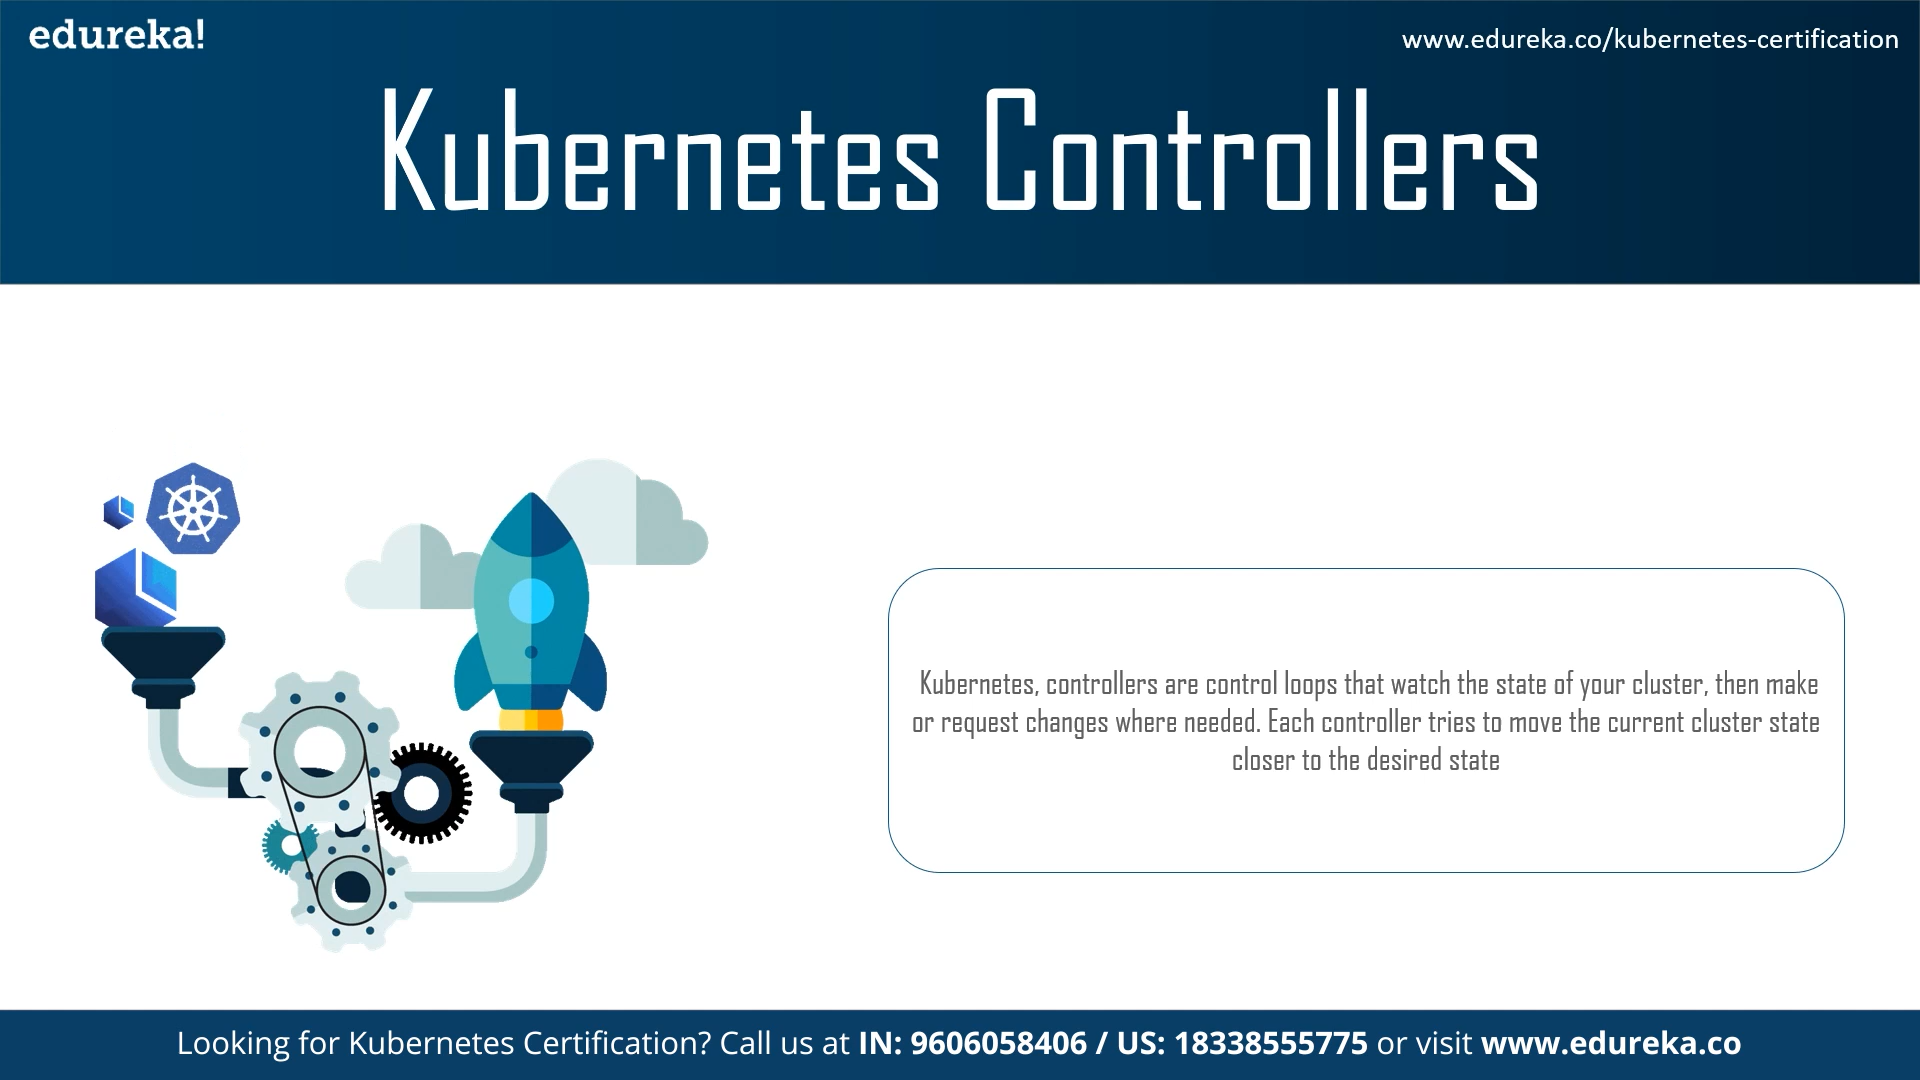 edureka!
www.edureka.co/kubernetes-certification
Kubernetes Controllers
Kubernetes, controllers are control loops that watch the state of your cluster, then make
or request changes where needed. Each controller tries to move the current cluster state
closer to the desired state
Looking for Kubernetes Certification? Call us at IN: 9606058406 / US: 18338555775 or visit www.edureka.co